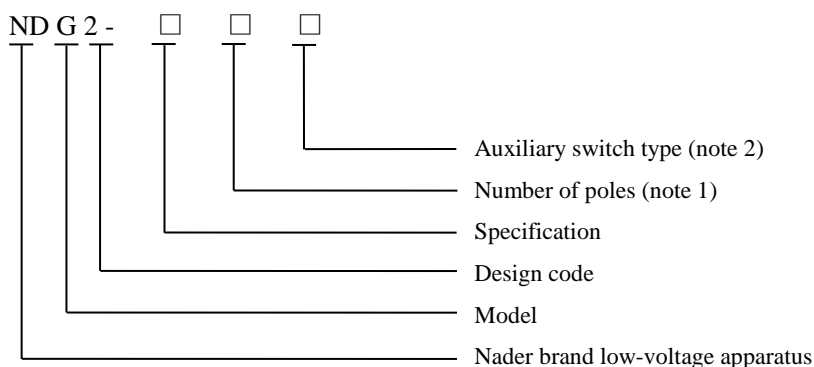 ND G 2 - □ □ □
Auxiliary switch type (note 2)
Number of poles (note 1)
Specification
Design code
Model
Nader brand low-voltage apparatus